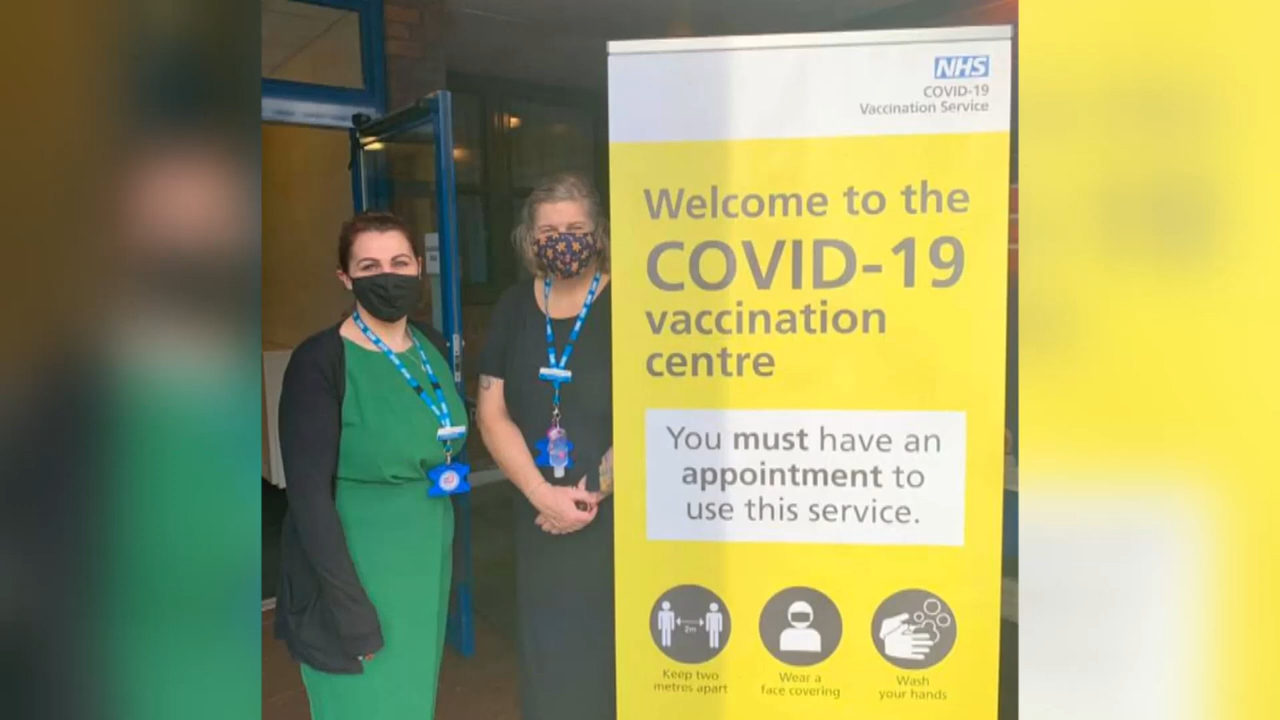 NHS
COVID-19
Vaccination Service
Welcome to the
COVID-19
vaccination
centre
You must have an
appointment to
use this service.
2m
Keep two
metres apart
Wear a
face covering
Wash
your hands